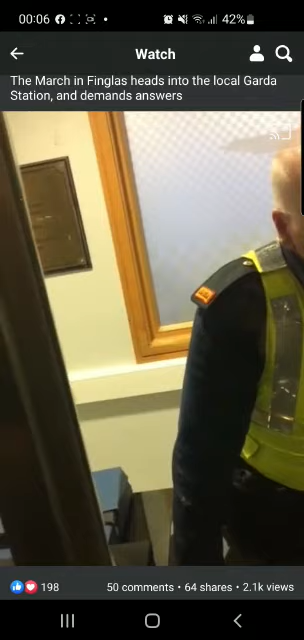 00:06 42%
Watch
The March in Finglas heads into the local Garda
Station, and demands answers
198 50 comments • 64 shares • 2.1k views